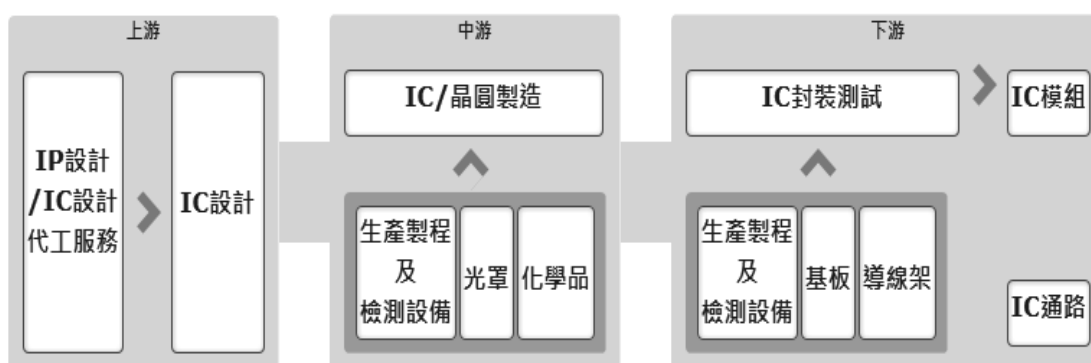 上游
IP設計
/IC設計
代工服務
IC設計
中游
IC/晶圓製造
生產製程
及
檢測設備
光罩
化學品
下游
IC封裝測試
IC模組
生產製程
及
檢測設備
基板
導線架
IC通路